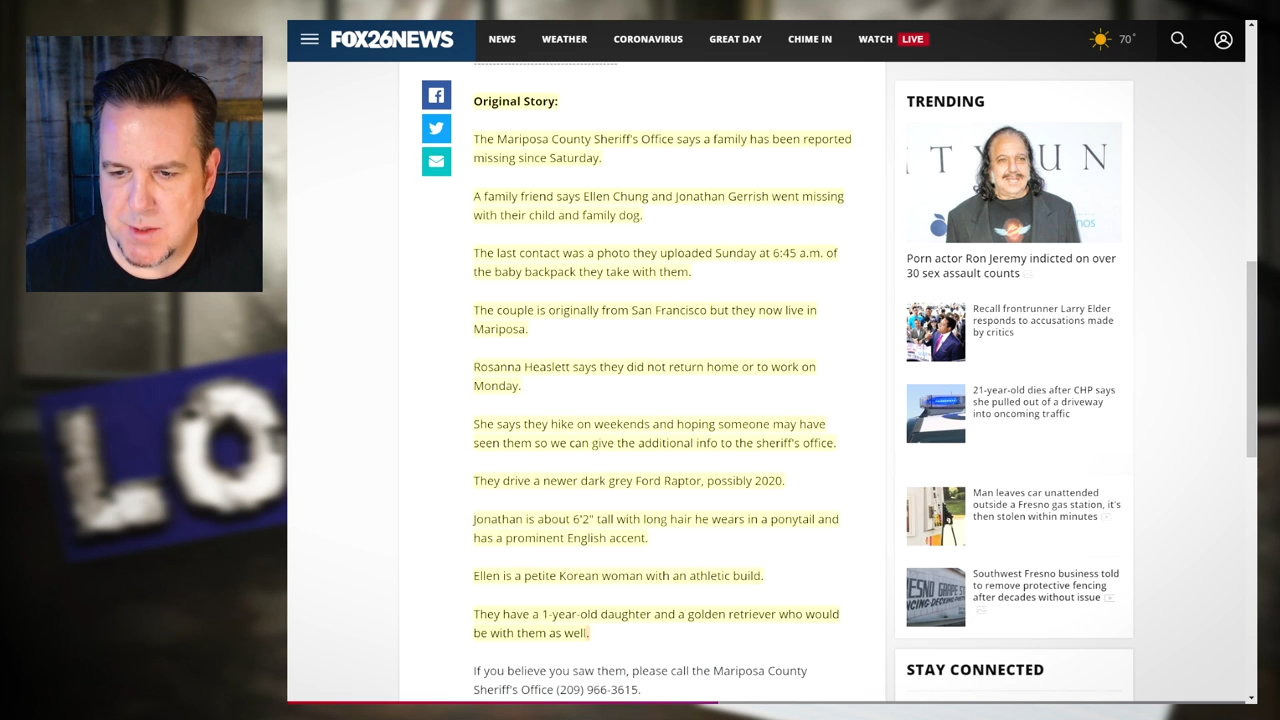 FOX26NEWS
NEWS
WEATHER
CORONAVIRUS
GREAT DAY
CHIME IN
WATCH LIVE
70°
Original Story:
The Mariposa County Sheriff's Office says a family has been reported
missing since Saturday.
A family friend says Ellen Chung and Jonathan Gerrish went missing
with their child and family dog.
The last contact was a photo they uploaded Sunday at 6:45 a.m. of
the baby backpack they take with them.
The couple is originally from San Francisco but they now live in
Mariposa.
Rosanna Heaslett says they did not return home or to work on
Monday.
She says they hike on weekends and hoping someone may have
seen them so we can give the additional info to the sheriff's office.
They drive a newer dark grey Ford Raptor, possibly 2020.
Jonathan is about 6'2" tall with long hair he wears in a ponytail and
has a prominent English accent.
Ellen is a petite Korean woman with an athletic build.
They have a 1-year-old daughter and a golden retriever who would
be with them as well.
If you believe you saw them, please call the Mariposa County
Sheriff's Office (209) 966-3615.
TRENDING
Porn actor Ron Jeremy indicted on over
30 sex assault counts
Recall frontrunner Larry Elder
responds to accusations made
by critics
21-year-old dies after CHP says
she pulled out of a driveway
into oncoming traffic
Man leaves car unattended
outside a Fresno gas station, it's
then stolen within minutes
Southwest Fresno business told
to remove protective fencing
after decades without issue
STAY CONNECTED